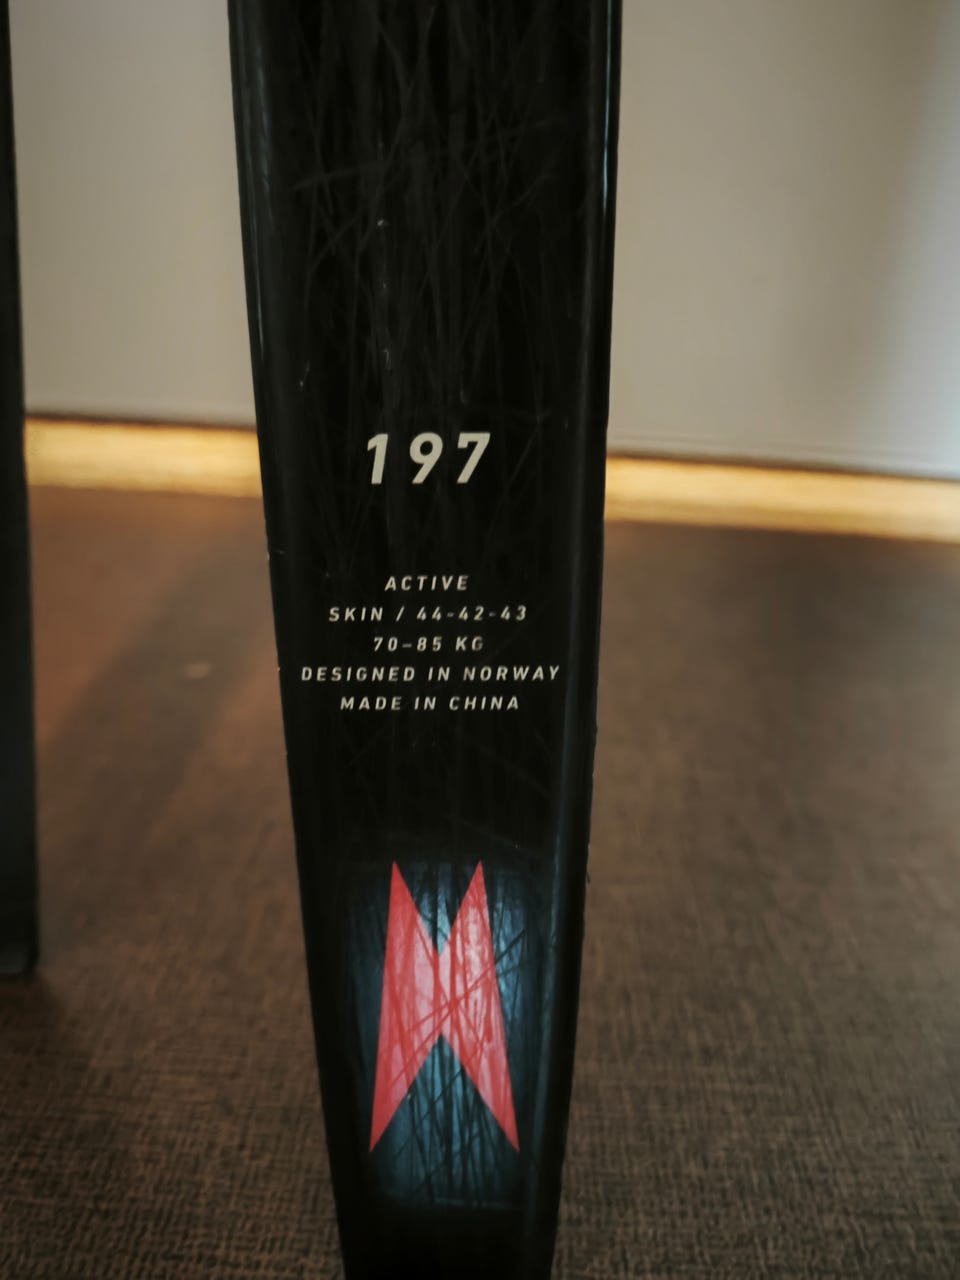 197
ACTIVE
SKIN / 44-42-43
70-85 KG
DESIGNED IN NORWAY
MADE IN CHINA